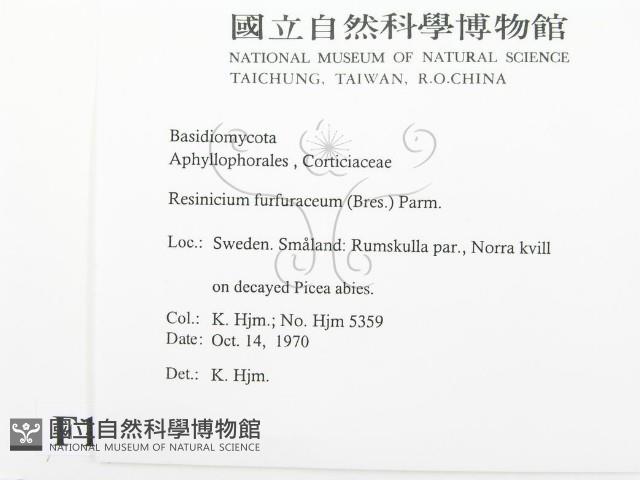 國立自然科學博物館
NATIONAL MUSEUM OF NATURAL SCIENCE
TAICHUNG, TAIWAN, R.O.CHINA
Basidiomycota
Aphyllophorales , Corticiaceae
Resinicium furfuraceum (Bres.) Parm.
Loc.: Sweden. Småland: Rumskulla par., Norra kvill
on decayed Picea abies.
Col.: K. Hjm.; No. Hjm 5359
Date: Oct. 14, 1970
Det.: K. Hjm.
F1
國立自然科學博物館
NATIONAL MUSEUM OF NATURAL SCIENCE